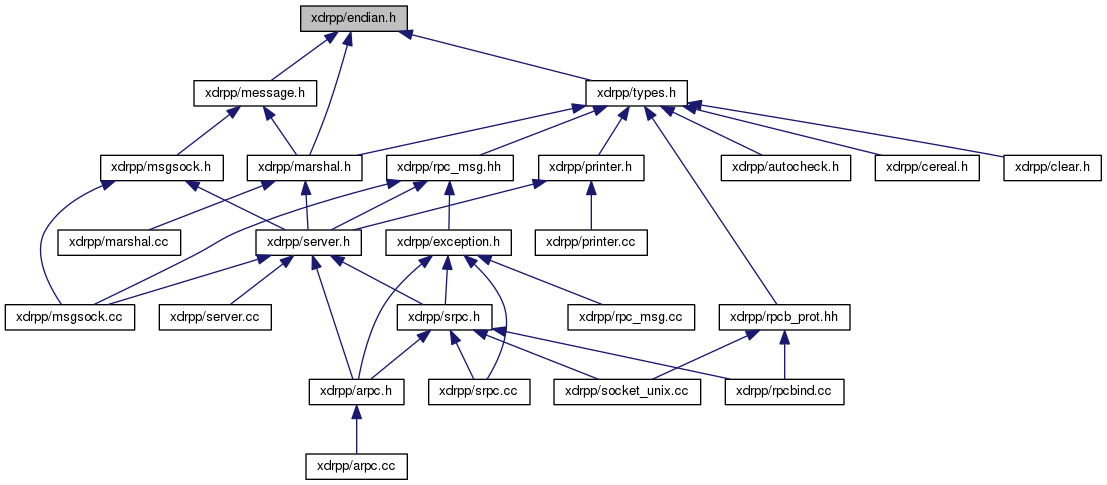 xdrpp/endian.h
xdrpp/message.h
xdrpp/types.h
xdrpp/msgsock.h
xdrpp/marshal.h
xdrpp/rpc_msg.hh
xdrpp/printer.h
xdrpp/autocheck.h
xdrpp/cereal.h
xdrpp/clear.h
xdrpp/marshal.cc
xdrpp/server.h
xdrpp/exception.h
xdrpp/printer.cc
xdrpp/msgsock.cc
xdrpp/server.cc
xdrpp/srpc.h
xdrpp/rpc_msg.cc
xdrpp/rpcb_prot.hh
xdrpp/arpc.h
xdrpp/srpc.cc
xdrpp/socket_unix.cc
xdrpp/rpcbind.cc
xdrpp/arpc.cc